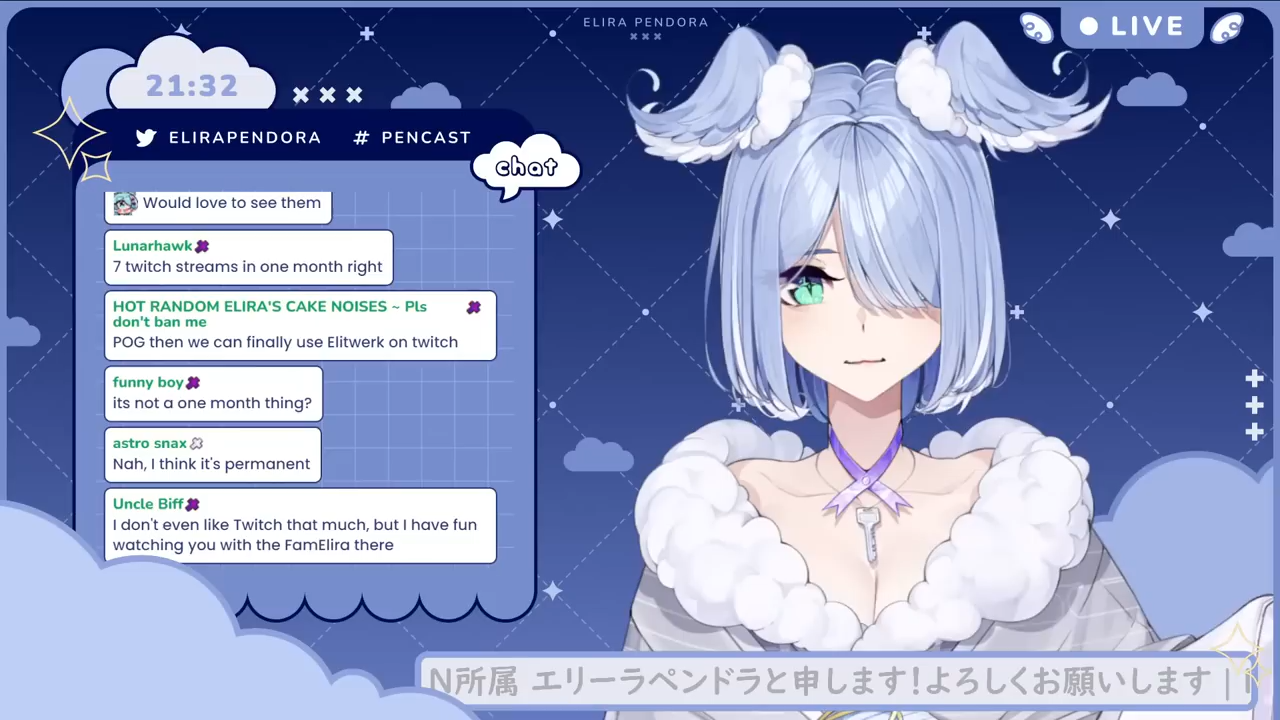 ELIRA PENDORA
LIVE
21:32
ELIRAPENDORA # PENCAST
chat
Would love to see them
Lunarhawk
7 twitch streams in one month right
HOT RANDOM ELIRA'S CAKE NOISES ~ Pls
don't ban me
POG then we can finally use Elitwerk on twitch
funny boy
its not a one month thing?
astro snax
Nah, I think it's permanent
Uncle Biff
I don't even like Twitch that much, but I have fun
watching you with the FamElira there
N所属 エリーラペンドラと申します!よろしくお願いします |